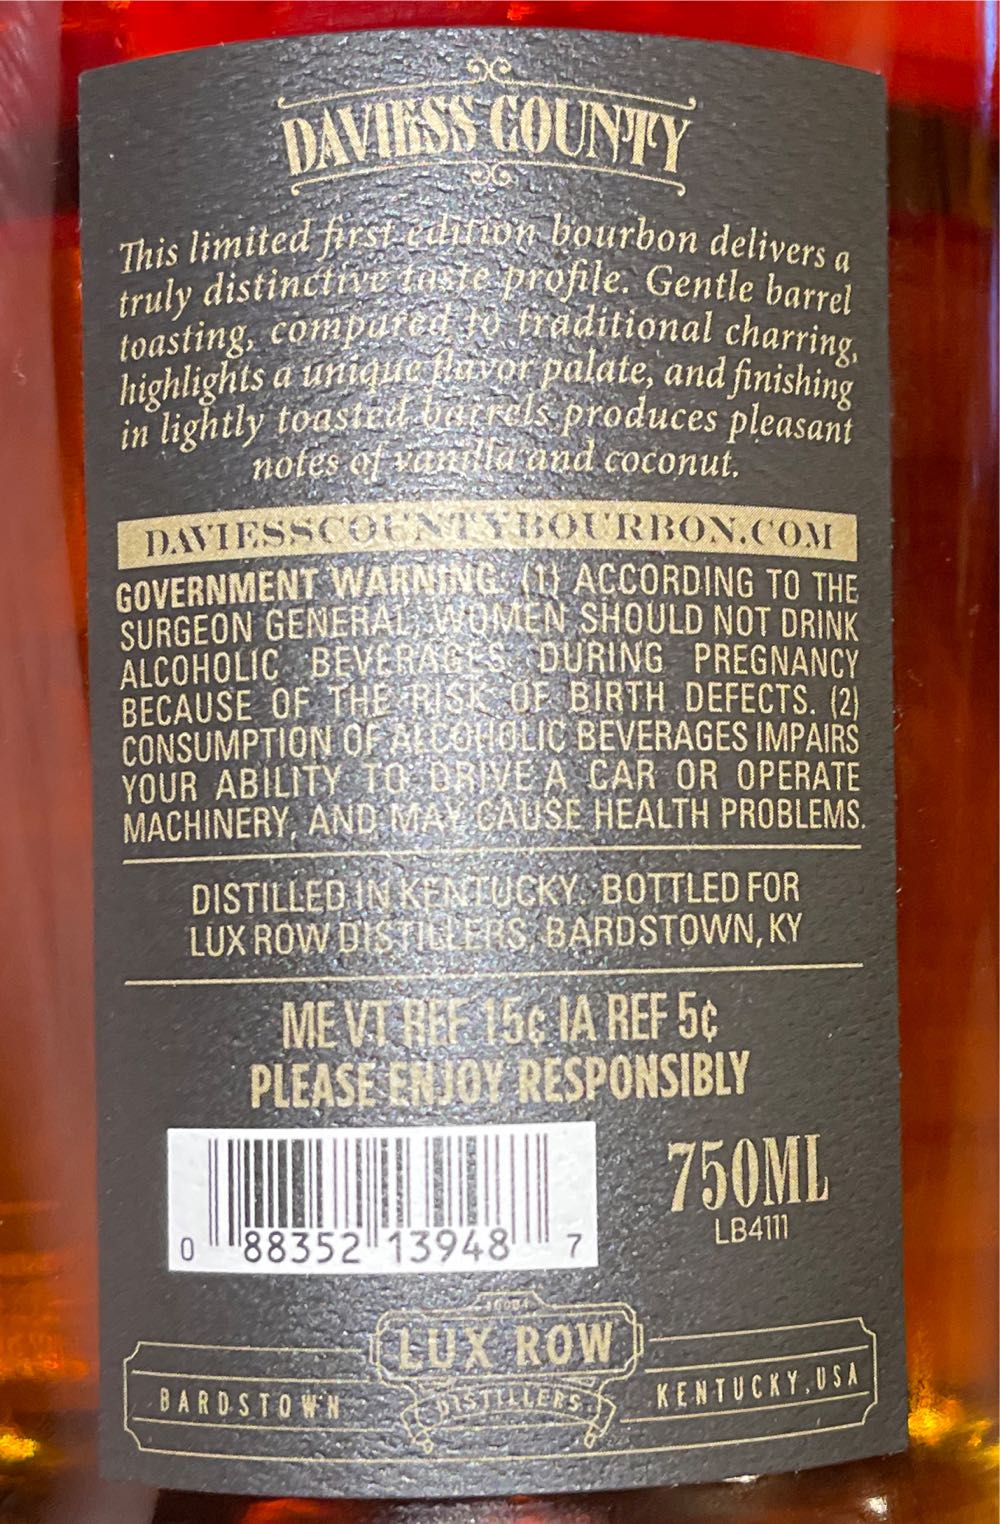 DAVIESS COUNTY
This limited first edition bourbon delivers a
truly distinctive taste profile. Gentle barrel
toasting, compared to traditional charring,
highlights a unique flavor palate, and finishing
in lightly toasted barrels produces pleasant
notes of vanilla and coconut.
DAVIESSCOUNTYBOURBON.COM
GOVERNMENT WARNING: (1) ACCORDING TO THE
SURGEON GENERAL, WOMEN SHOULD NOT DRINK
ALCOHOLIC BEVERAGES DURING PREGNANCY
BECAUSE OF THE RISK OF BIRTH DEFECTS. (2)
CONSUMPTION OF ALCOHOLIC BEVERAGES IMPAIRS
YOUR ABILITY TO DRIVE A CAR OR OPERATE
MACHINERY, AND MAY CAUSE HEALTH PROBLEMS.
DISTILLED IN KENTUCKY. BOTTLED FOR
LUX ROW DISTILLERS, BARDSTOWN, KY
ME VT REF 15¢ IA REF 5¢
PLEASE ENJOY RESPONSIBLY
750ML
LB4111
0 88352 13948 7
LUX ROW
DISTILLERS
BARDSTOWN
KENTUCKY, USA